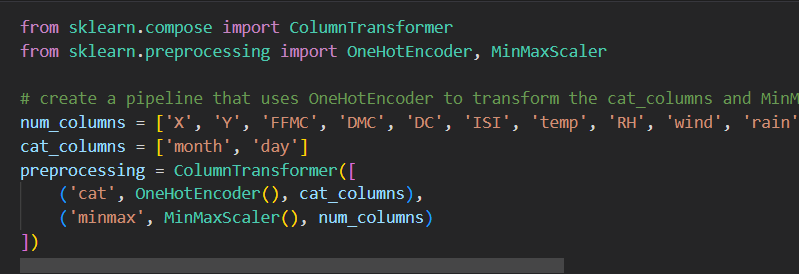 from sklearn.compose import ColumnTransformer
from sklearn.preprocessing import OneHotEncoder, MinMaxScaler
# create a pipeline that uses OneHotEncoder to transform the cat_columns and MinM
num_columns = ['X', 'Y', 'FFMC', 'DMC', 'DC', 'ISI', 'temp', 'RH', 'wind', 'rain'
cat_columns = ['month', 'day']
preprocessing = ColumnTransformer([
    ('cat', OneHotEncoder(), cat_columns),
    ('minmax', MinMaxScaler(), num_columns)
])